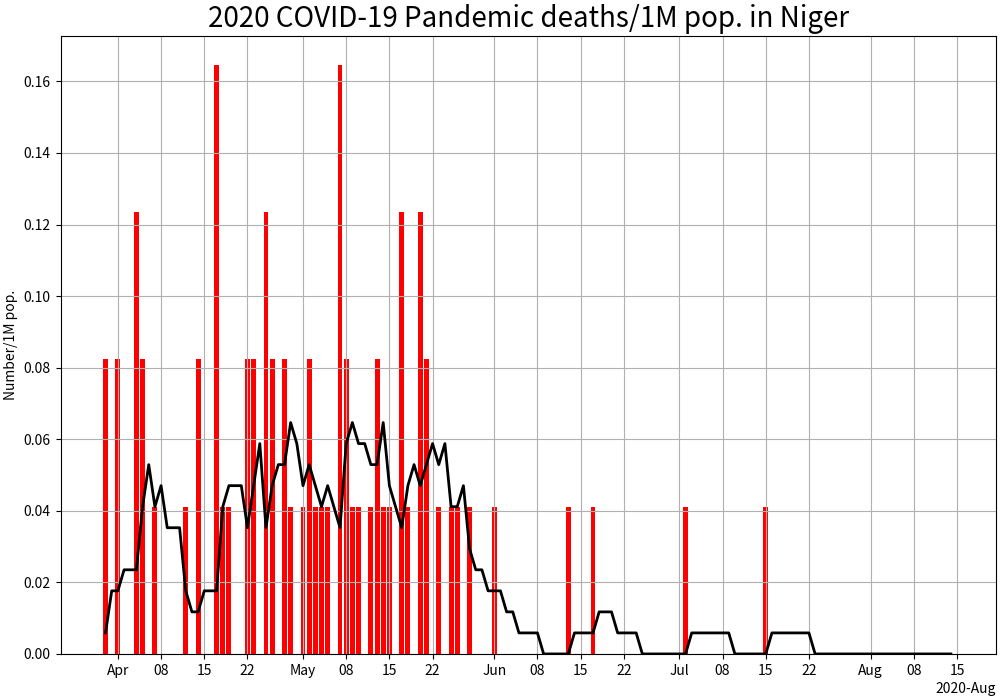 2020 COVID-19 Pandemic deaths/1M pop. in Niger
Number/1M pop.
0.16
0.14
0.12
0.10
0.08
0.06
0.04
0.02
0.00
Apr 08 15 22 May 08 15 22 Jun 08 15 22 Jul 08 15 22 Aug 08 15
2020-Aug